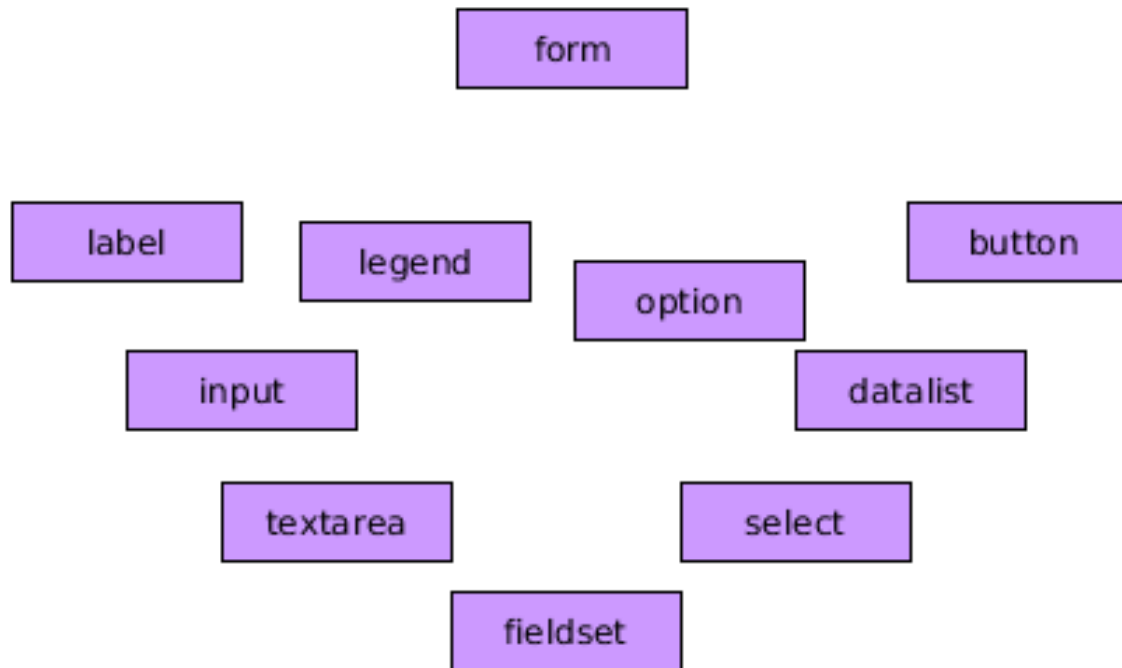 form
label
legend
button
option
input
datalist
textarea
select
fieldset